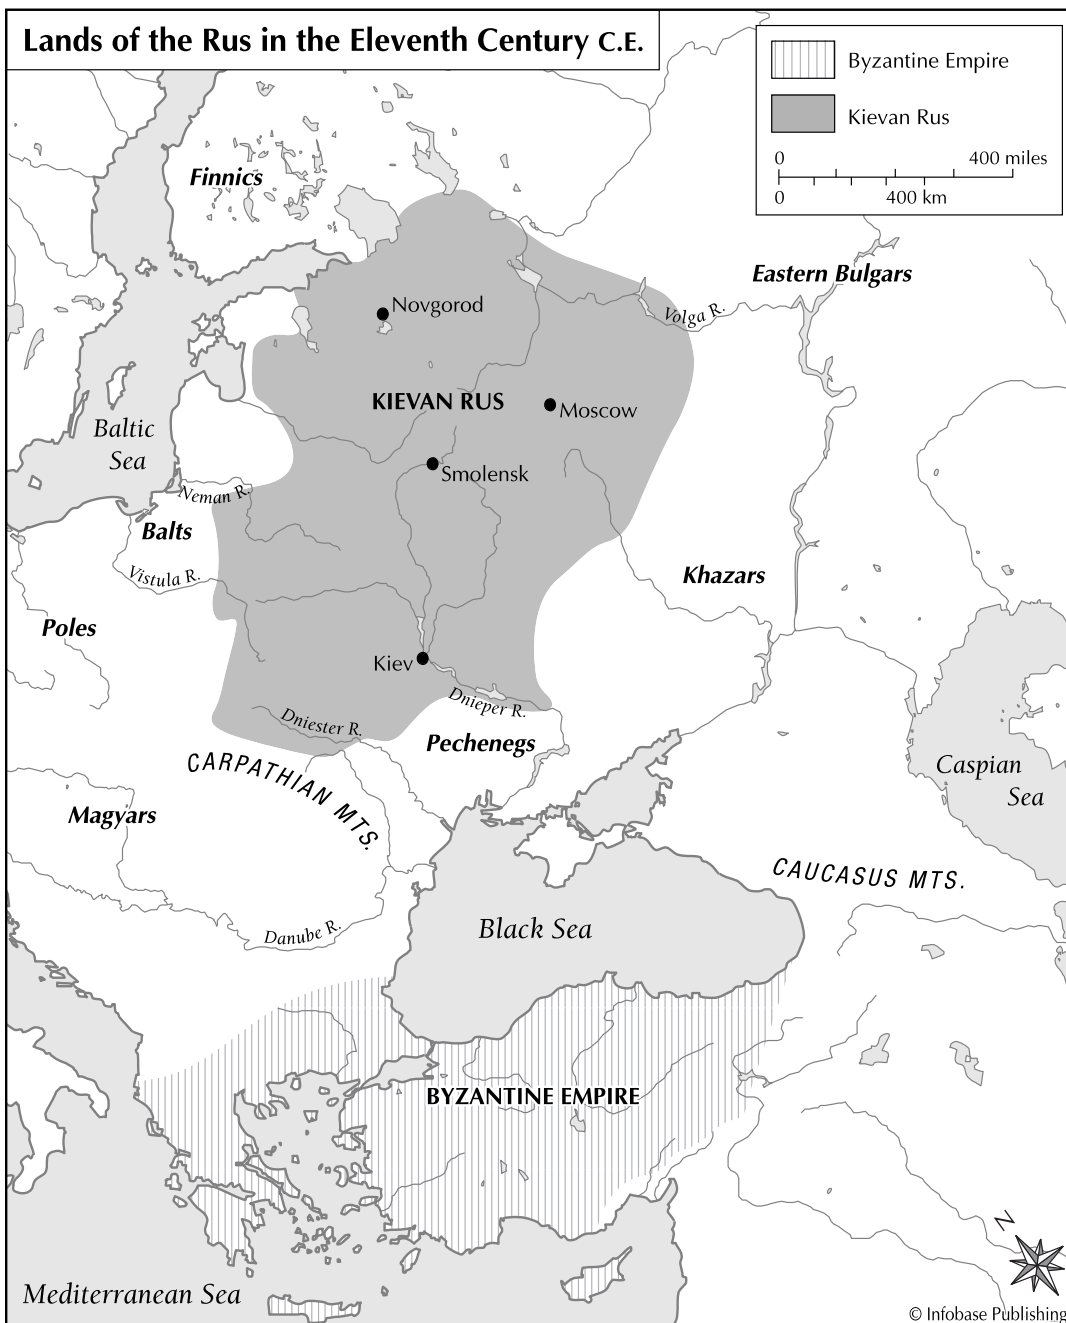 Lands of the Rus in the Eleventh Century C.E.
Byzantine Empire
Kievan Rus
0 400 miles
0 400 km
Finnics
Eastern Bulgars
Novgorod
Volga R.
KIEVAN RUS
Moscow
Baltic
Sea
Smolensk
Neman R.
Balts
Vistula R.
Khazars
Poles
Kiev
Dnieper R.
Dniester R.
Pechenegs
CARPATHIAN MTS.
Caspian
Sea
Magyars
CAUCASUS MTS.
Black Sea
Danube R.
BYZANTINE EMPIRE
N
Mediterranean Sea
© Infobase Publishing